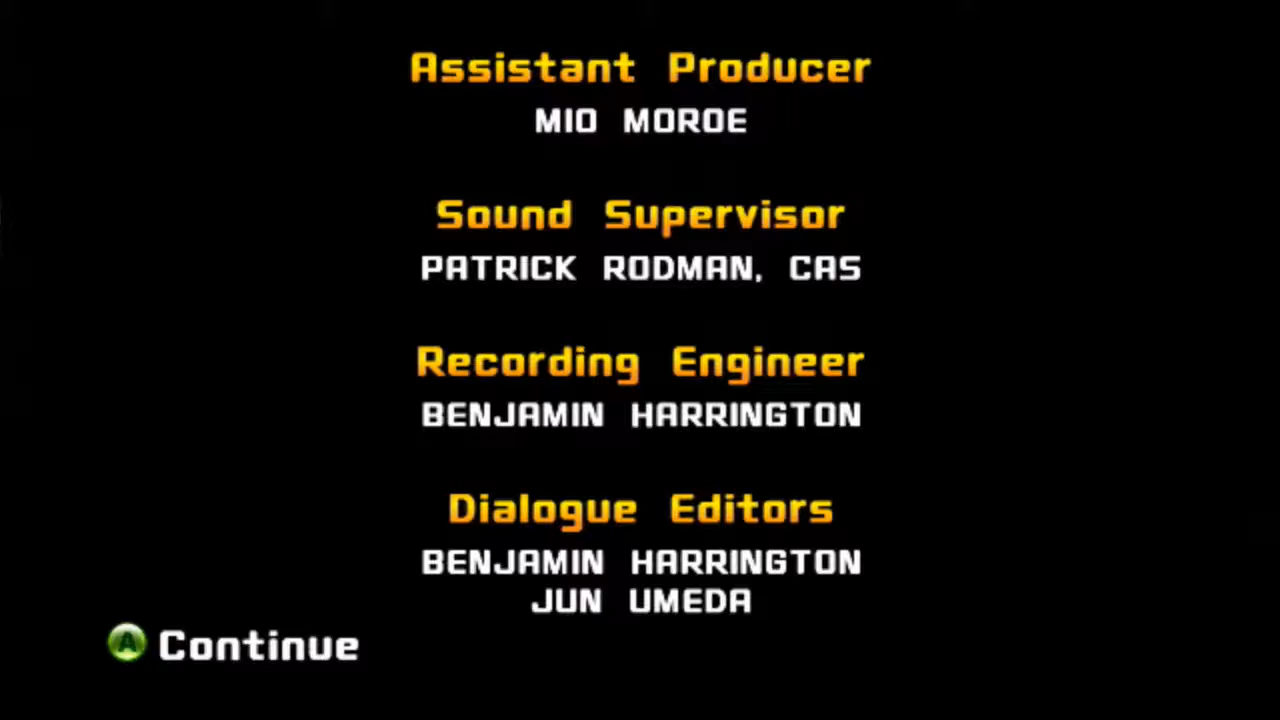 Assistant Producer
MIO MOROE
Sound Supervisor
PATRICK RODMAN, CAS
Recording Engineer
BENJAMIN HARRINGTON
Dialogue Editors
BENJAMIN HARRINGTON
JUN UMEDA
A Continue